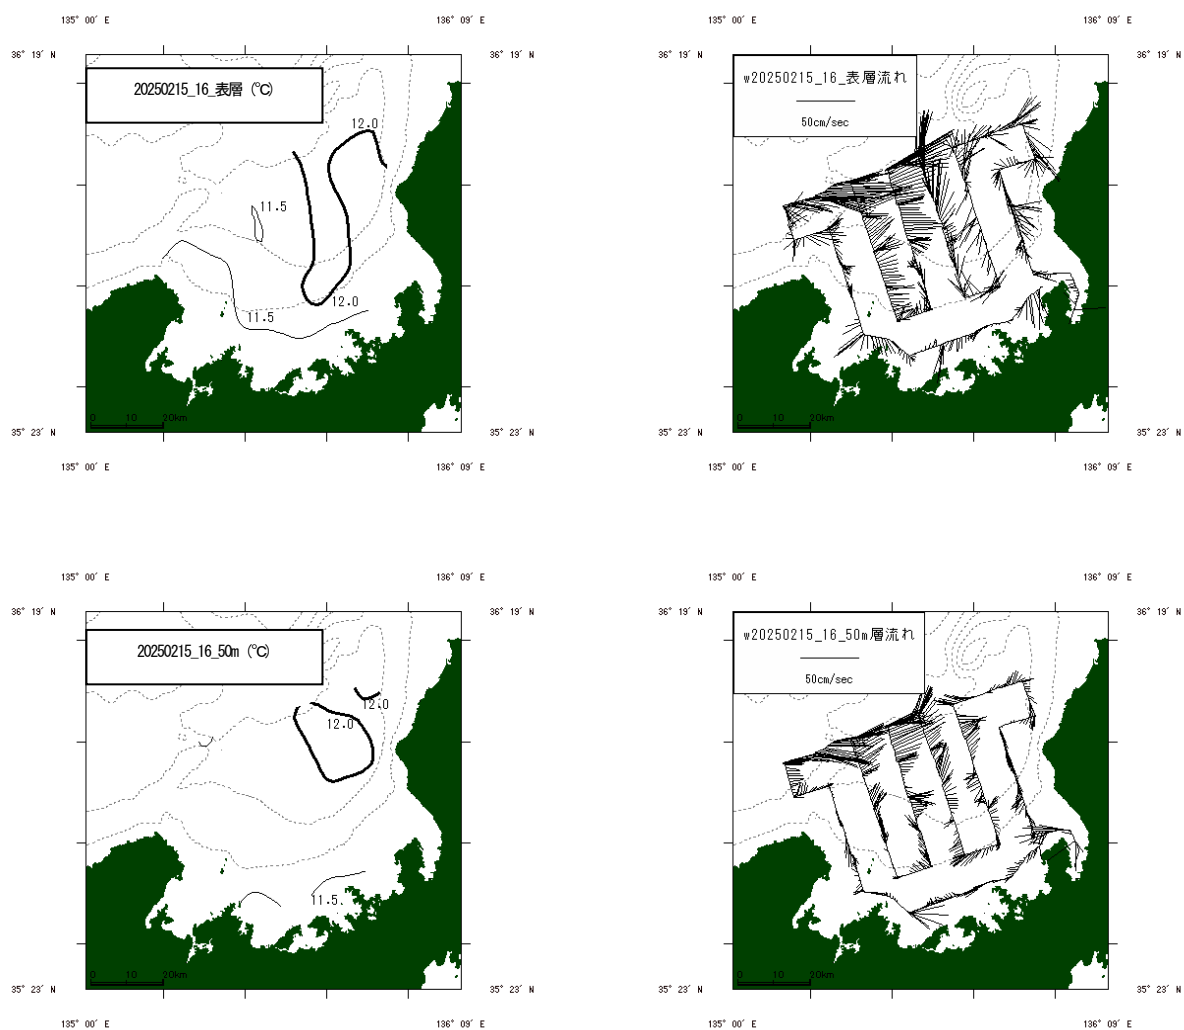 135° 00′ E
136° 09′ E
36° 19′ N
36° 19′ N
20250215_16_表層 (℃)
12.0
11.5
12.0
11.5
0 10 20km
35° 23′ N
35° 23′ N
135° 00′ E
136° 09′ E
135° 00′ E
136° 09′ E
36° 19′ N
36° 19′ N
w20250215_16_表層流れ
50cm/sec
0 10 20km
35° 23′ N
35° 23′ N
135° 00′ E
136° 09′ E
135° 00′ E
136° 09′ E
36° 19′ N
36° 19′ N
20250215_16_50m (℃)
12.0
12.0
11.5
0 10 20km
35° 23′ N
35° 23′ N
135° 00′ E
136° 09′ E
135° 00′ E
136° 09′ E
36° 19′ N
36° 19′ N
w20250215_16_50m層流れ
50cm/sec
0 10 20km
35° 23′ N
35° 23′ N
135° 00′ E
136° 09′ E